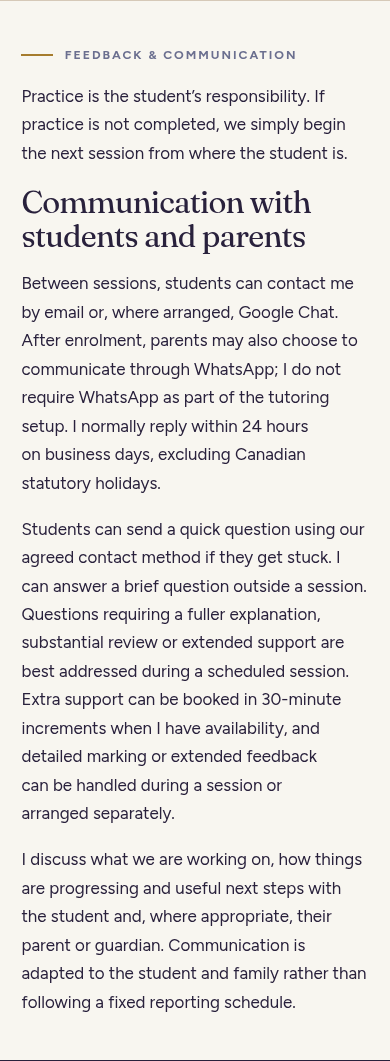 FEEDBACK & COMMUNICATION
Practice is the student’s responsibility. If
practice is not completed, we simply begin
the next session from where the student is.
Communication with
students and parents
Between sessions, students can contact me
by email or, where arranged, Google Chat.
After enrolment, parents may also choose to
communicate through WhatsApp; I do not
require WhatsApp as part of the tutoring
setup. I normally reply within 24 hours
on business days, excluding Canadian
statutory holidays.
Students can send a quick question using our
agreed contact method if they get stuck. I
can answer a brief question outside a session.
Questions requiring a fuller explanation,
substantial review or extended support are
best addressed during a scheduled session.
Extra support can be booked in 30-minute
increments when I have availability, and
detailed marking or extended feedback
can be handled during a session or
arranged separately.
I discuss what we are working on, how things
are progressing and useful next steps with
the student and, where appropriate, their
parent or guardian. Communication is
adapted to the student and family rather than
following a fixed reporting schedule.